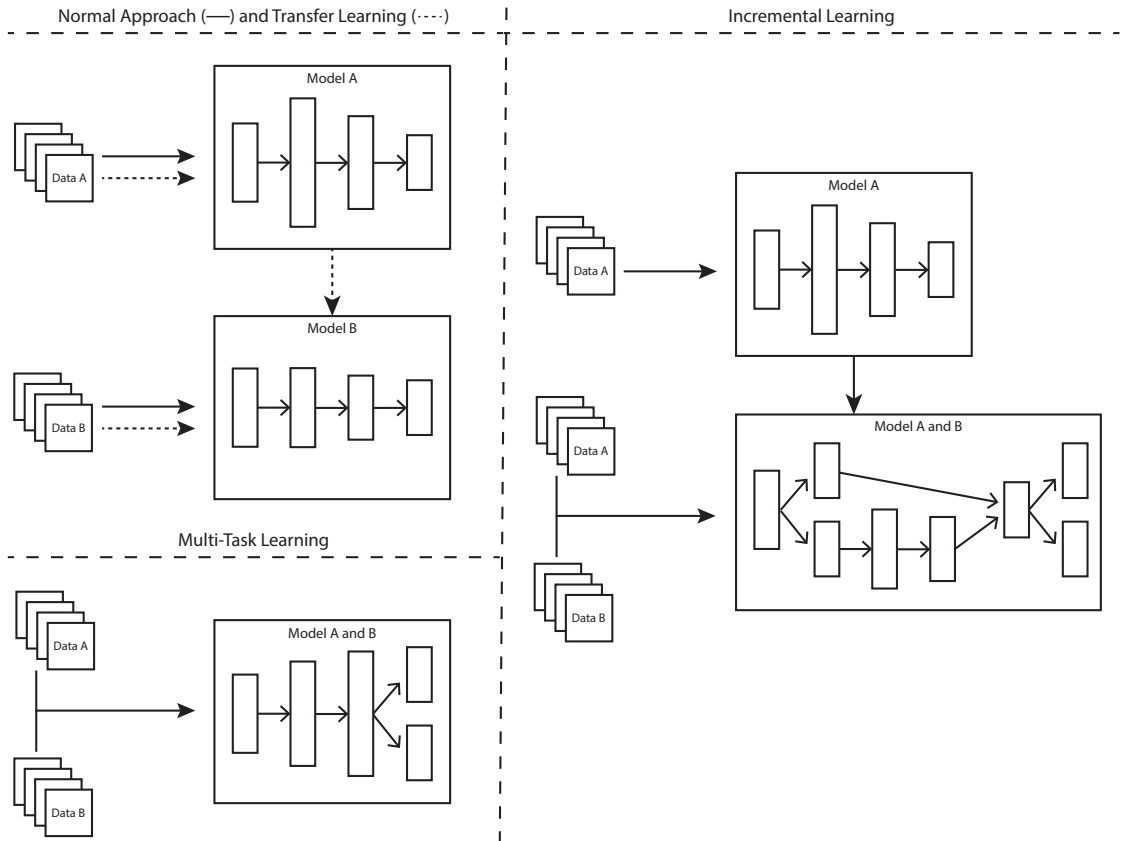 Normal Approach (—) and Transfer Learning (----)
Model A
Data A
Model B
Data B
Multi-Task Learning
Data A
Model A and B
Data B
Incremental Learning
Model A
Data A
Data A
Model A and B
Data B